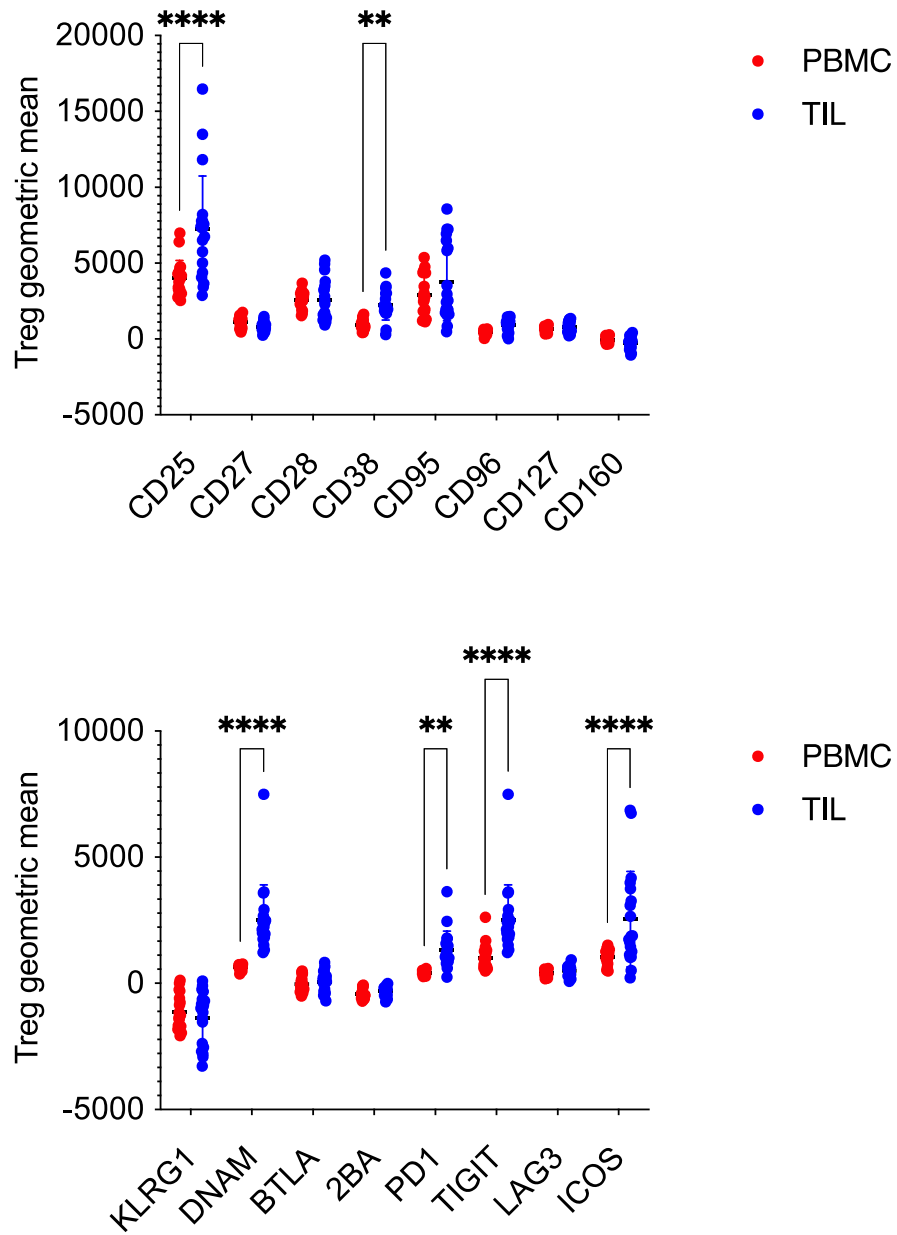 **** **
20000
15000
10000
5000
0
-5000
Treg geometric mean
CD25 CD27 CD28 CD38 CD95 CD96 CD127 CD160
PBMC
TIL
****
**** ** ****
10000
5000
0
-5000
Treg geometric mean
KLRG1 DNAM BTLA 2BA PD1 TIGIT LAG3 ICOS
PBMC
TIL